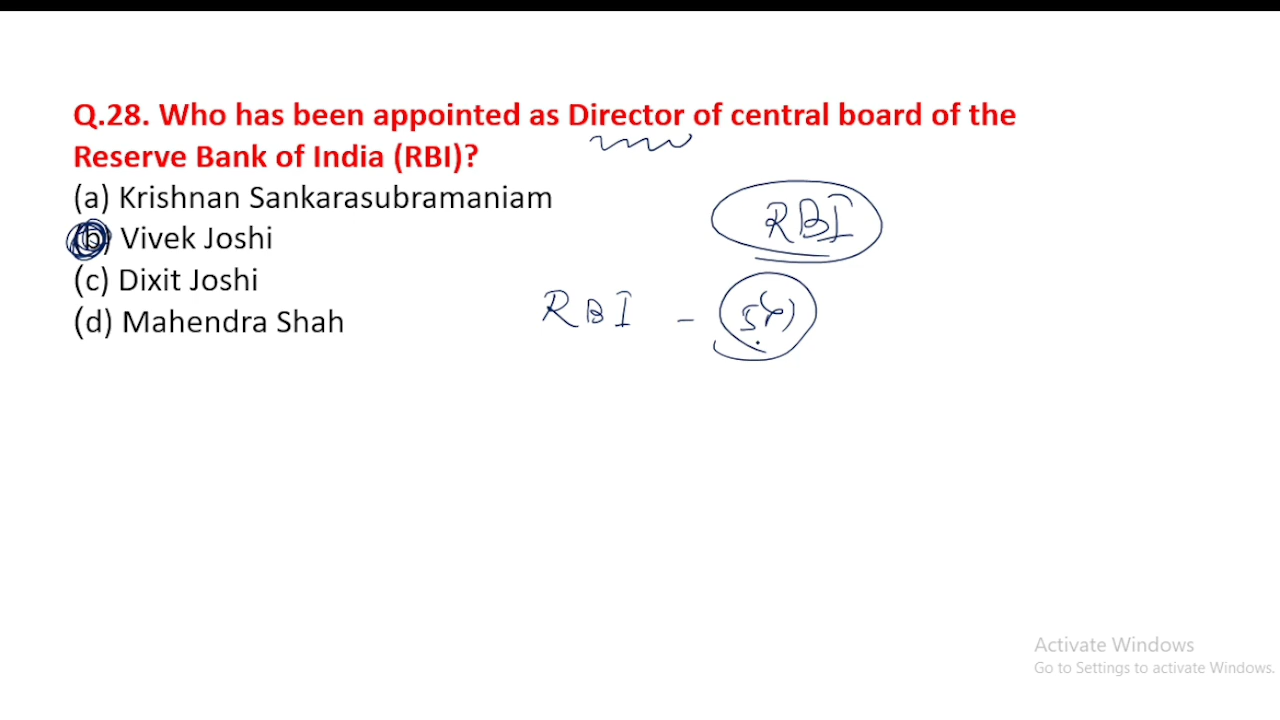 Q.28. Who has been appointed as Director of central board of the
Reserve Bank of India (RBI)?
(a) Krishnan Sankarasubramaniam
(b) Vivek Joshi
(c) Dixit Joshi
(d) Mahendra Shah
RBI
RBI -
Activate Windows
Go to Settings to activate Windows.